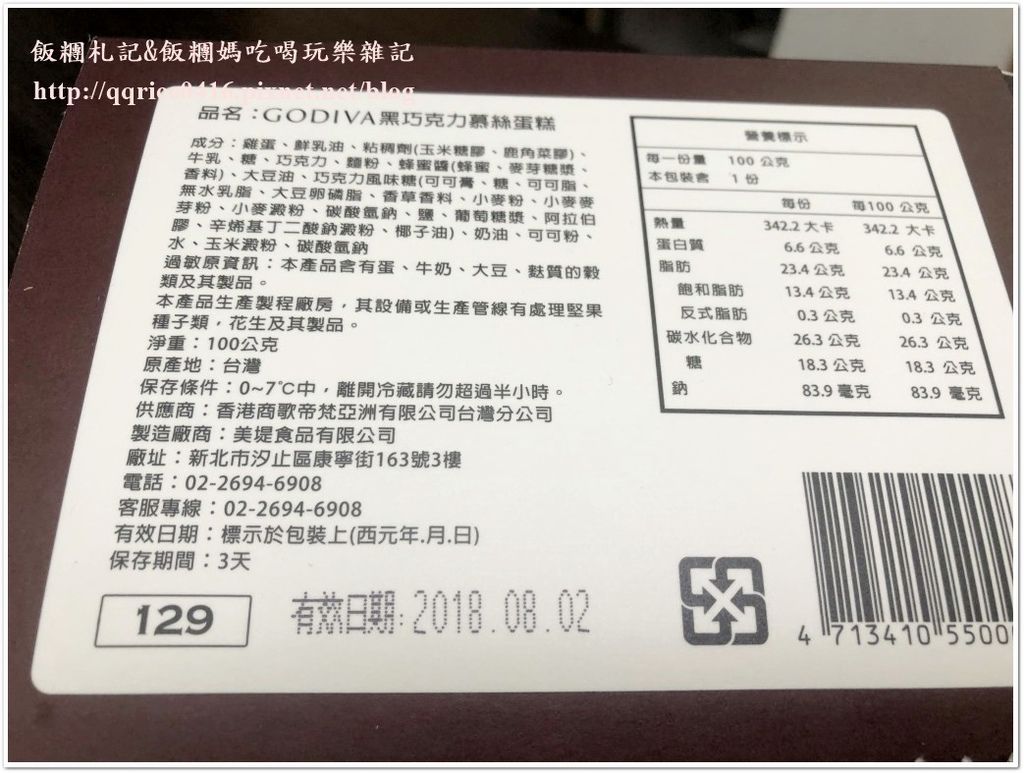 飯糰札記&飯糰媽吃喝玩樂雜記
http://qqrice0416.pixnet.net/blog
品名：GODIVA黑巧克力慕絲蛋糕
成分：雞蛋、鮮乳油、粘稠劑(玉米糖膠、鹿角菜膠)、
牛乳、糖、巧克力、麵粉、蜂蜜醬(蜂蜜、麥芽糖漿、
香料)、大豆油、巧克力風味糖(可可膏、糖、可可脂、
無水乳脂、大豆卵磷脂、香草香料、小麥粉、小麥麥
芽粉、小麥澱粉、碳酸氫鈉、鹽、葡萄糖漿、阿拉伯
膠、辛烯基丁二酸鈉澱粉、椰子油)、奶油、可可粉、
水、玉米澱粉、碳酸氫鈉
過敏原資訊：本產品含有蛋、牛奶、大豆、麩質的穀
類及其製品。
本產品生產製程廠房，其設備或生產管線有處理堅果
種子類，花生及其製品。
淨重：100公克
原產地：台灣
保存條件：0~7℃中，離開冷藏請勿超過半小時。
供應商：香港商歌帝梵亞洲有限公司台灣分公司
製造廠商：美堤食品有限公司
廠址：新北市汐止區康寧街163號3樓
電話：02-2694-6908
客服專線：02-2694-6908
有效日期：標示於包裝上(西元年.月.日)
保存期間：3天
129
有效日期:2018.08.02
營養標示
每一份量 100 公克
本包裝含 1 份
每份 每100 公克
熱量 342.2 大卡 342.2 大卡
蛋白質 6.6 公克 6.6 公克
脂肪 23.4 公克 23.4 公克
飽和脂肪 13.4 公克 13.4 公克
反式脂肪 0.3 公克 0.3 公克
碳水化合物 26.3 公克 26.3 公克
糖 18.3 公克 18.3 公克
鈉 83.9 毫克 83.9 毫克
4 713410 5500